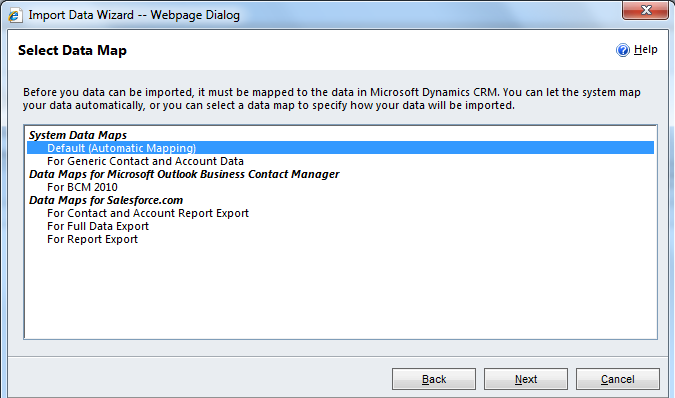 Import Data Wizard -- Webpage Dialog
Select Data Map
Help
Before you data can be imported, it must be mapped to the data in Microsoft Dynamics CRM. You can let the system map
your data automatically, or you can select a data map to specify how your data will be imported.
System Data Maps
Default (Automatic Mapping)
For Generic Contact and Account Data
Data Maps for Microsoft Outlook Business Contact Manager
For BCM 2010
Data Maps for Salesforce.com
For Contact and Account Report Export
For Full Data Export
For Report Export
Back Next Cancel